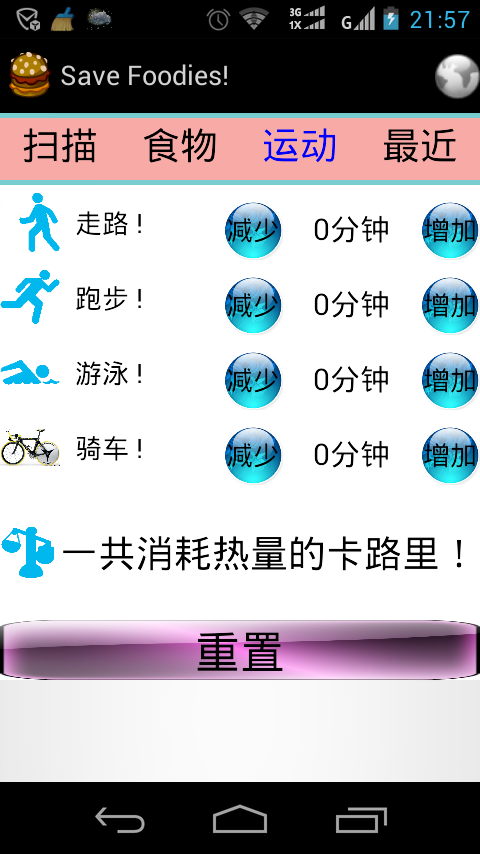 3G 1X G 21:57
Save Foodies!
扫描 食物 运动 最近
走路！ 减少 0分钟 增加
跑步！ 减少 0分钟 增加
游泳！ 减少 0分钟 增加
骑车！ 减少 0分钟 增加
一共消耗热量的卡路里！
重置